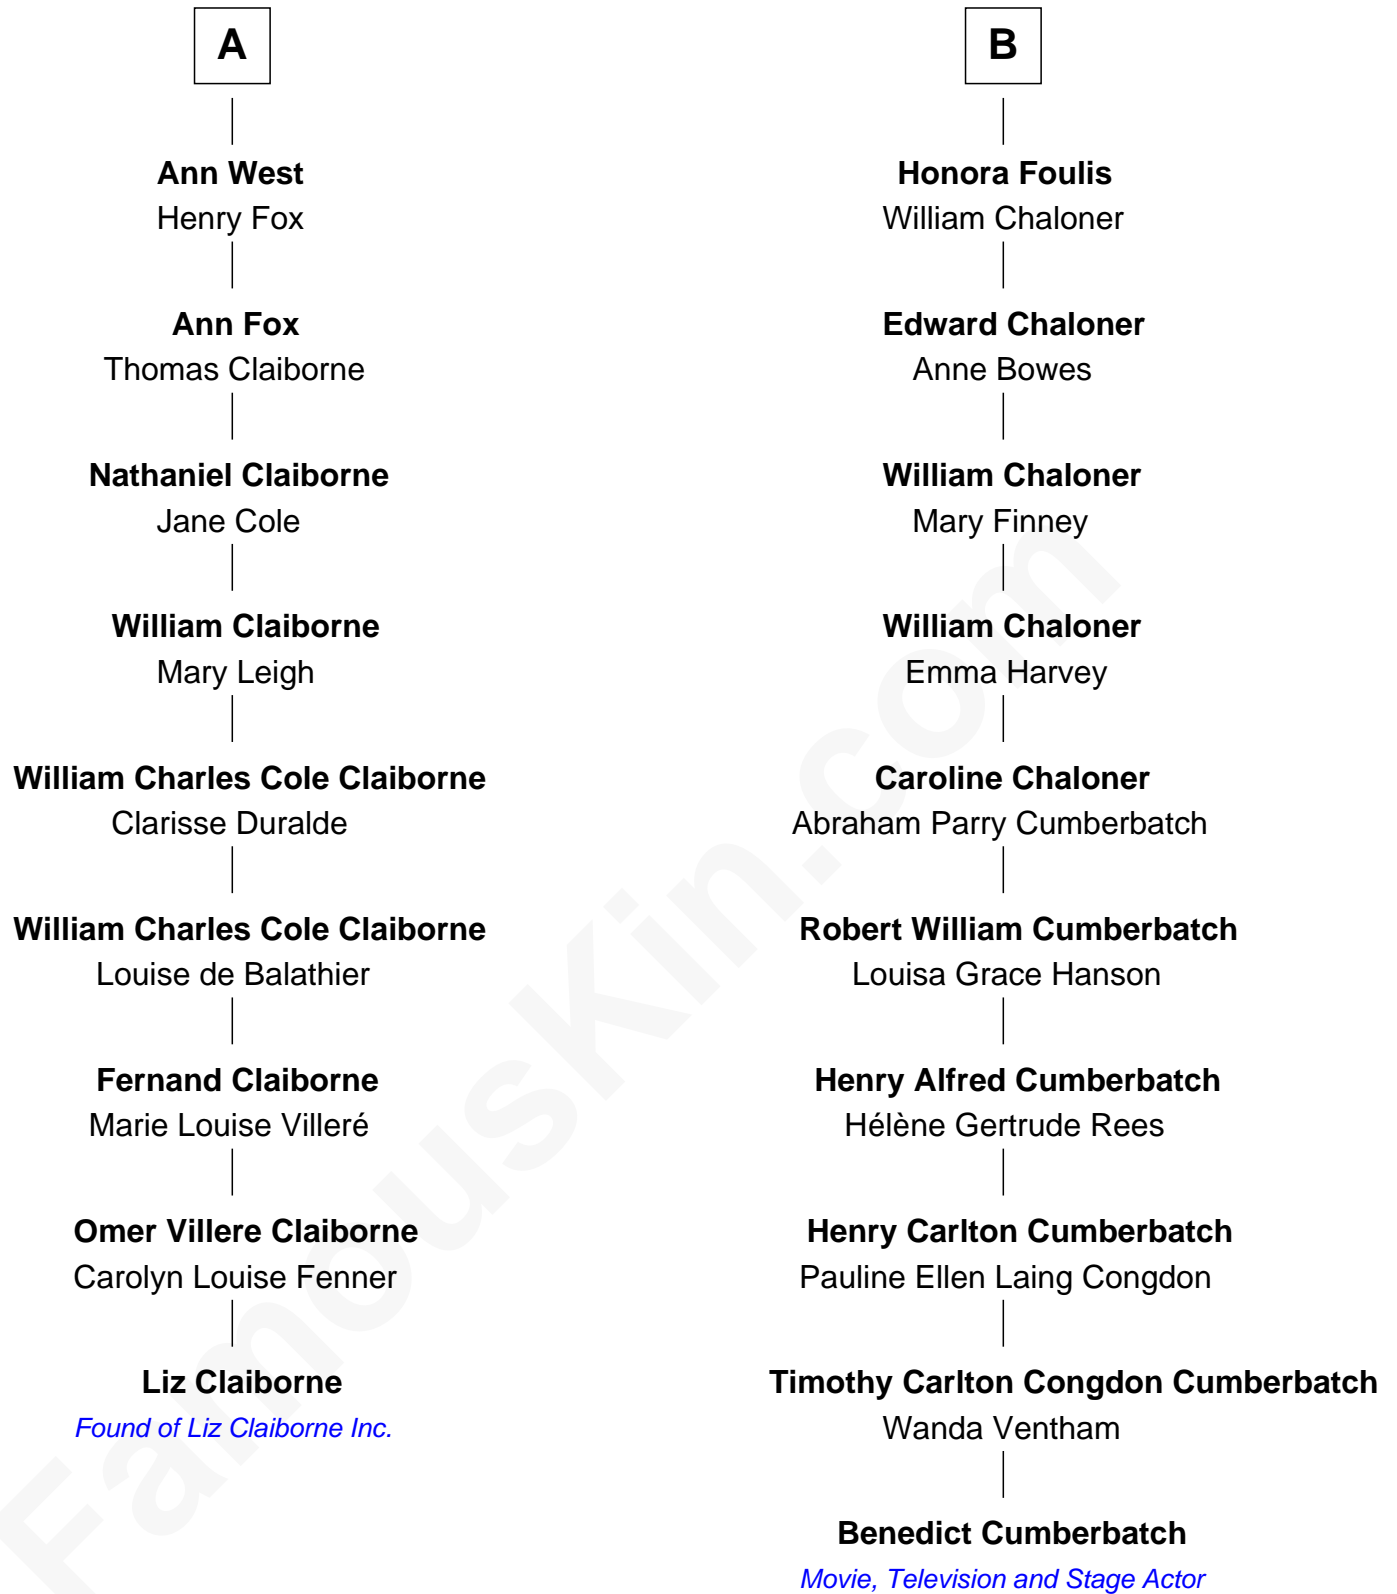 A
Ann West
Henry Fox
Ann Fox
Thomas Claiborne
Nathaniel Claiborne
Jane Cole
William Claiborne
Mary Leigh
William Charles Cole Claiborne
Clarisse Duralde
William Charles Cole Claiborne
Louise de Balathier
Fernand Claiborne
Marie Louise Villeré
Omer Villere Claiborne
Carolyn Louise Fenner
Liz Claiborne
Found of Liz Claiborne Inc.
B
Honora Foulis
William Chaloner
Edward Chaloner
Anne Bowes
William Chaloner
Mary Finney
William Chaloner
Emma Harvey
Caroline Chaloner
Abraham Parry Cumberbatch
Robert William Cumberbatch
Louisa Grace Hanson
Henry Alfred Cumberbatch
Hélène Gertrude Rees
Henry Carlton Cumberbatch
Pauline Ellen Laing Congdon
Timothy Carlton Congdon Cumberbatch
Wanda Ventham
Benedict Cumberbatch
Movie, Television and Stage Actor
FamousKin.com